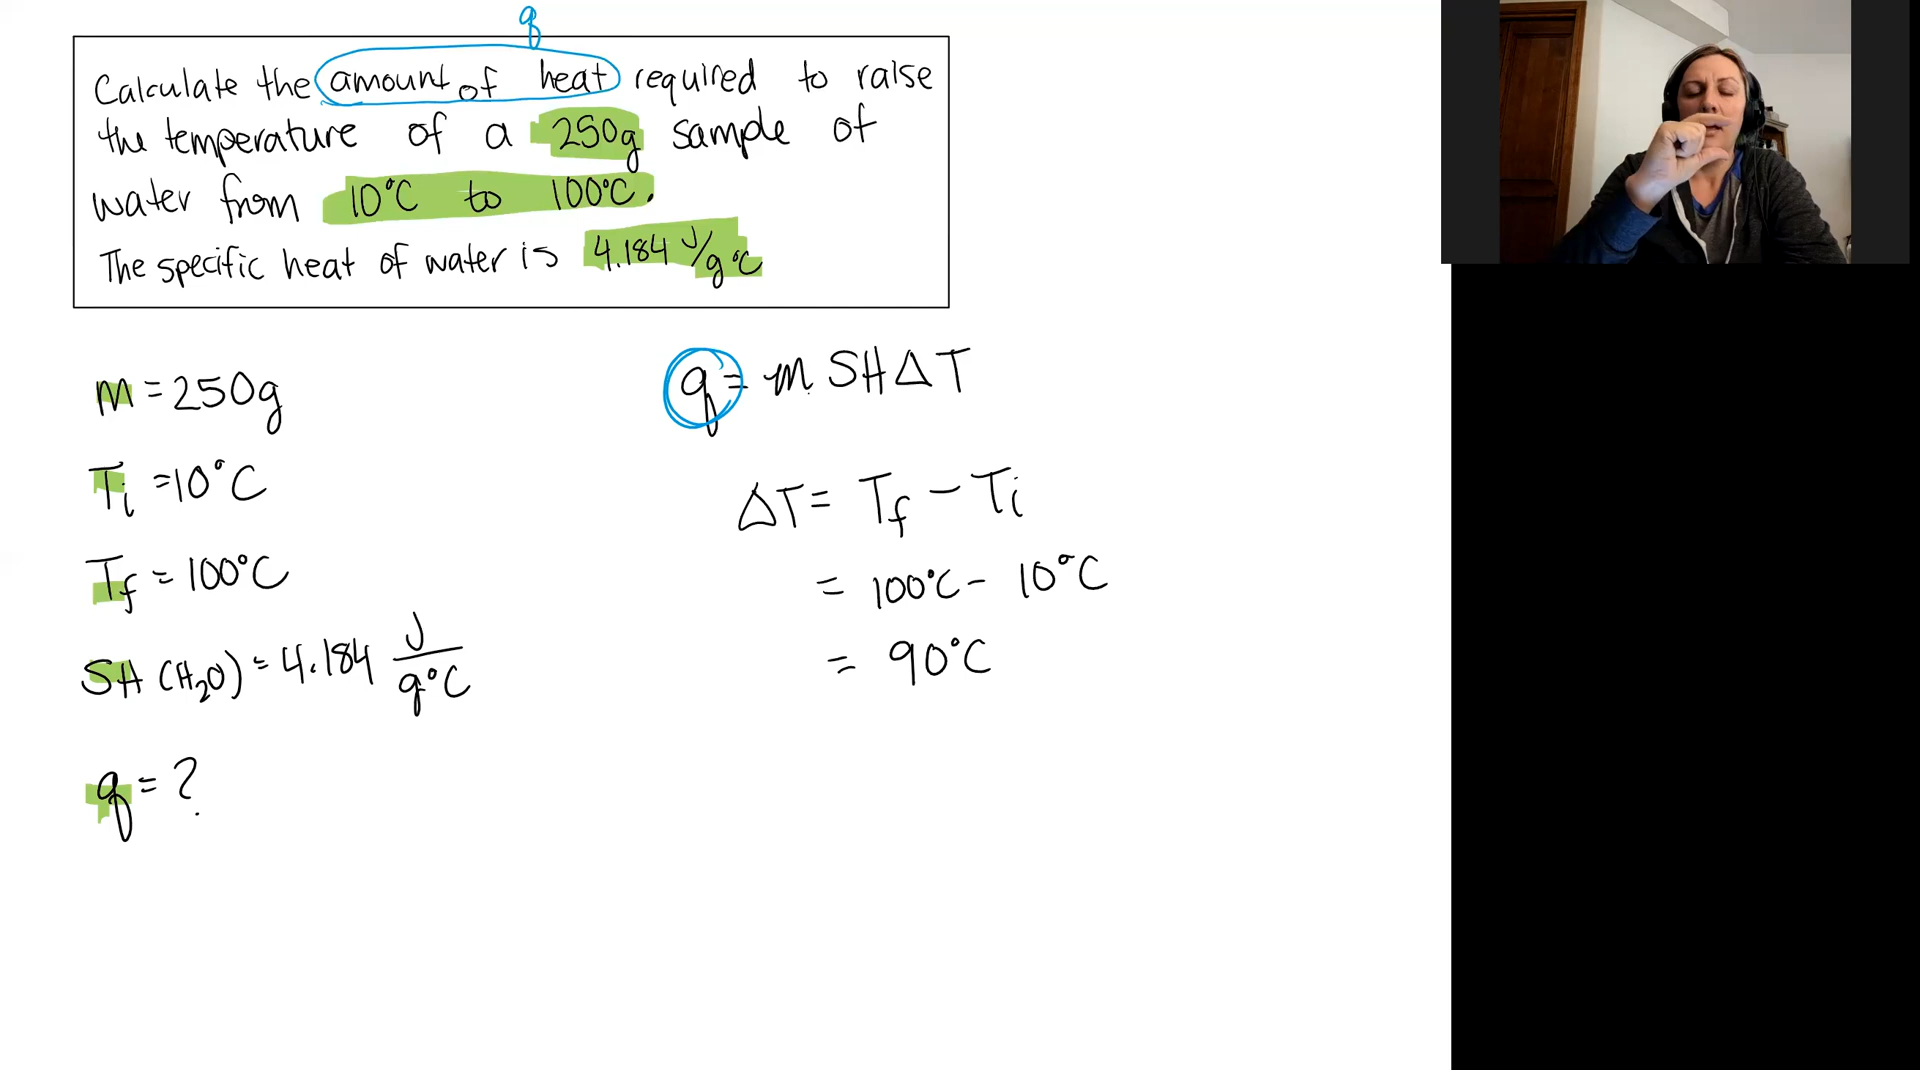 q
Calculate the amount of heat required to raise
the temperature of a 250g sample of
water from 10°C to 100°C.
The specific heat of water is 4.184 J/g°C
m = 250g
Ti = 10°C
Tf = 100°C
SH (H₂O) = 4.184 J/g°C
q = ?
q = m SH Δ T
ΔT = Tf − Ti
= 100°C − 10°C
= 90°C